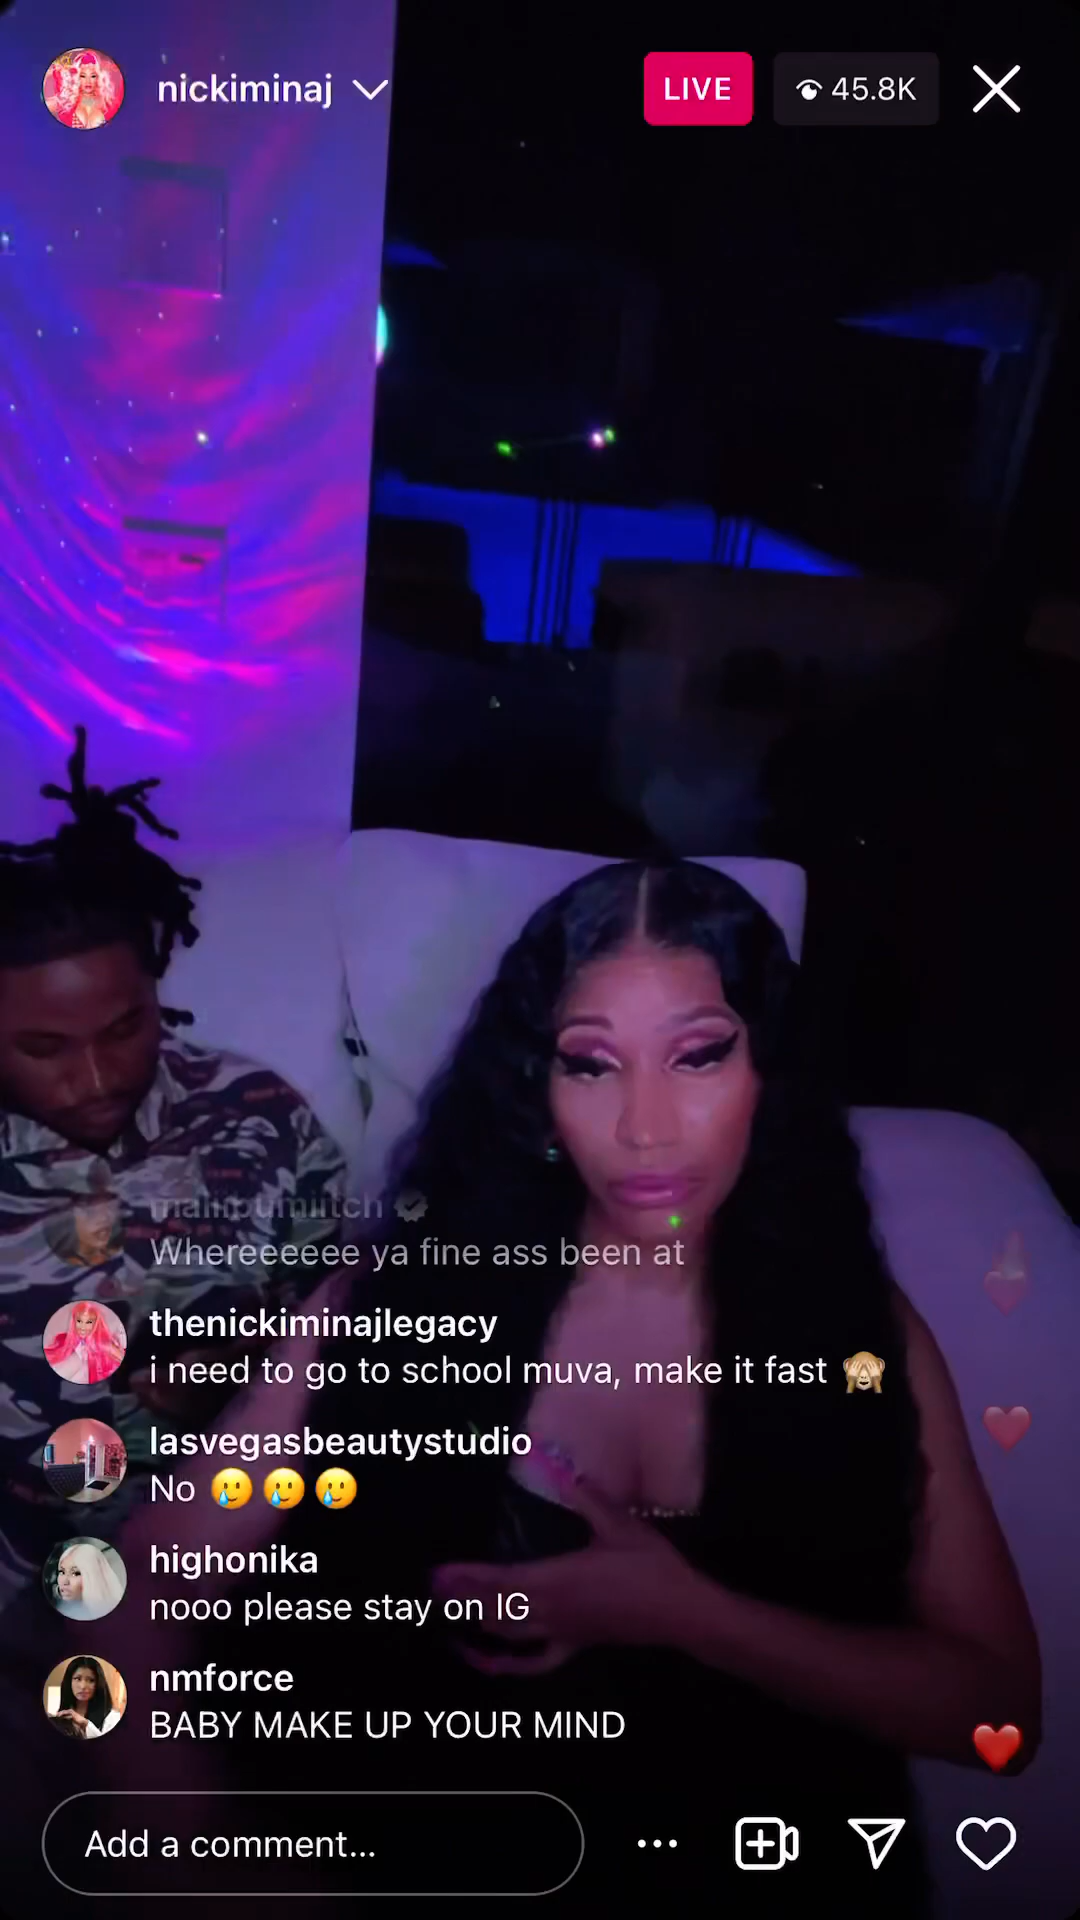 nickiminaj
LIVE
45.8K
Whereeeeee ya fine ass been at
thenickiminajlegacy
i need to go to school muva, make it fast 🙈
lasvegasbeautystudio
No 🥲🥲🥲
highonika
nooo please stay on IG
nmforce
BABY MAKE UP YOUR MIND
Add a comment...